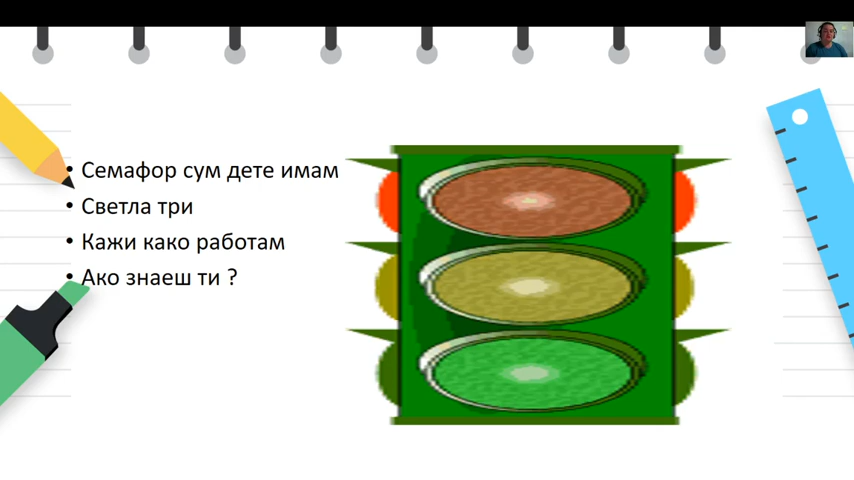 • Семафор сум дете имам
• Светла три
• Кажи како работам
• Ако знаеш ти ?